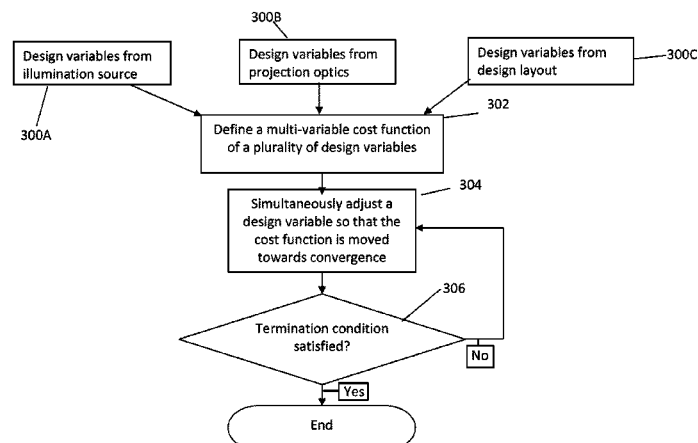 300B
Design variables from
illumination source
Design variables from
projection optics
Design variables from
design layout
300C
300A
302
Define a multi-variable cost function
of a plurality of design variables
304
Simultaneously adjust a
design variable so that the
cost function is moved
towards convergence
306
Termination condition
satisfied?
No
Yes
End